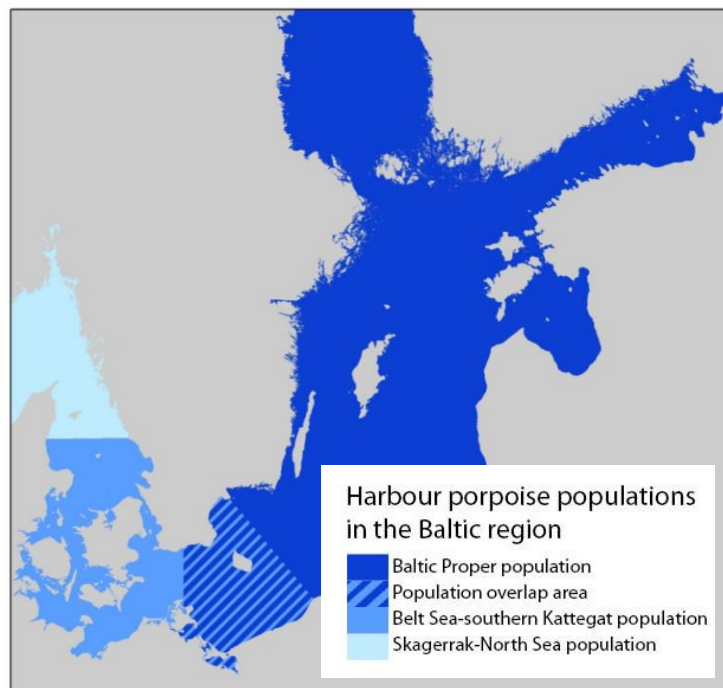 Harbour porpoise populations
in the Baltic region
Baltic Proper population
Population overlap area
Belt Sea-southern Kattegat population
Skagerrak-North Sea population